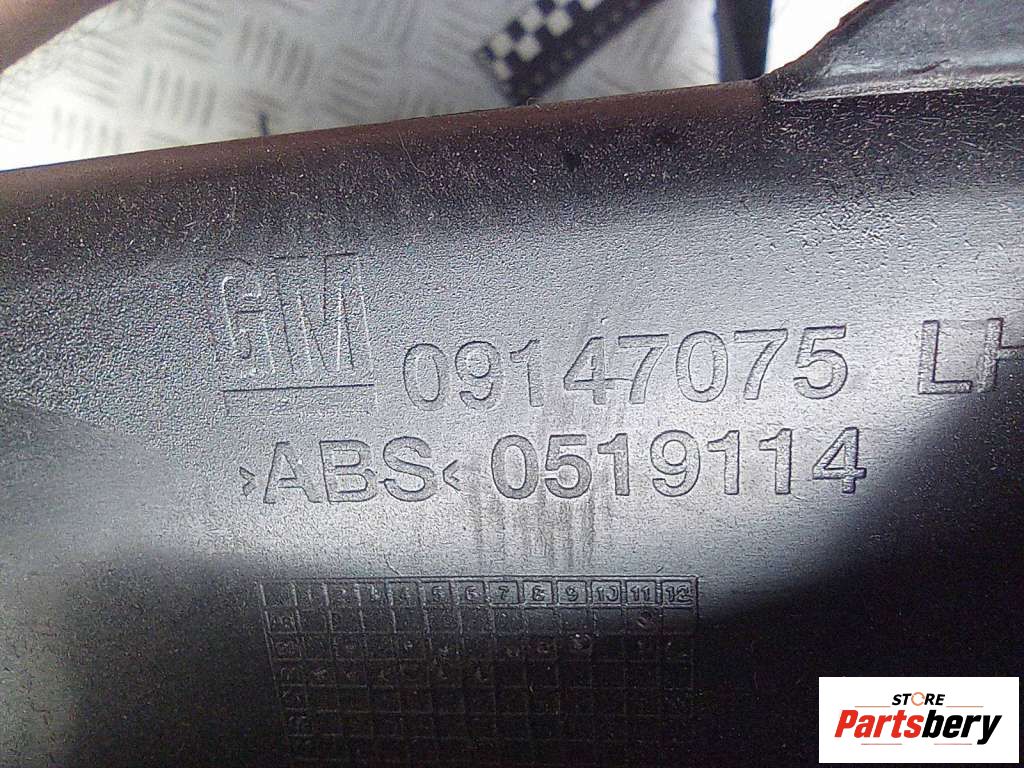 GM
09147075 LH
>ABS< 0519114
1 2 3 4 5 6 7 8 9 10 11 12
STORE
Partsbery